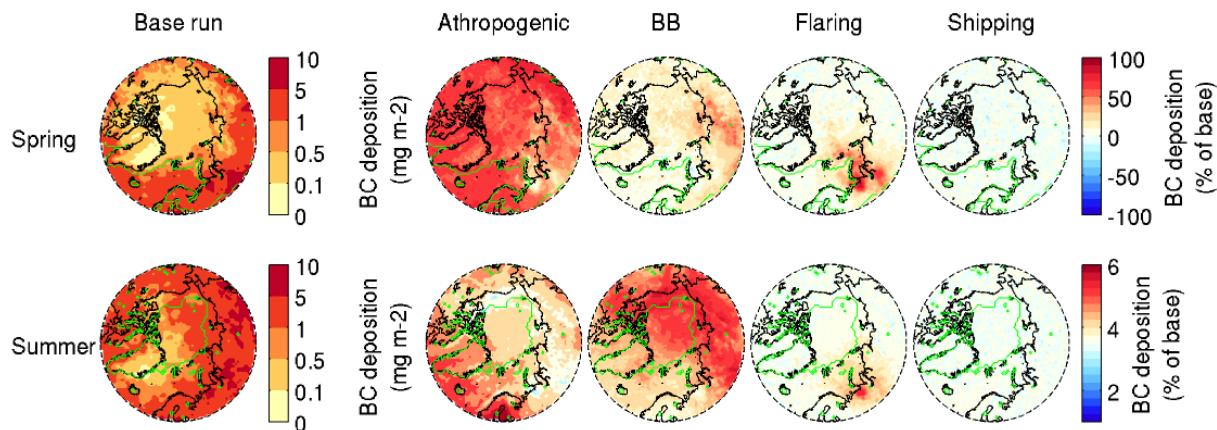 Base run Athropogenic BB Flaring Shipping
Spring
10
5
1
0.5
0.1
0
BC deposition
(mg m-2)
100
50
0
-50
-100
BC deposition
(% of base)
Summer
10
5
1
0.5
0.1
0
BC deposition
(mg m-2)
6
4
2
BC deposition
(% of base)